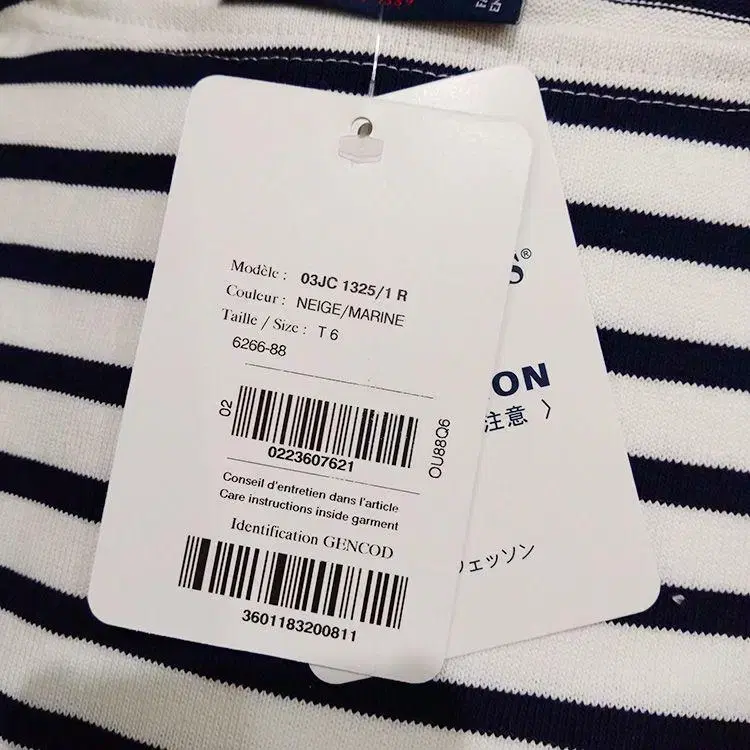 Modèle : 03JC 1325/1 R
Couleur : NEIGE/MARINE
Taille / Size : T 6
6266-88
02
OU88Q6
0223607621
Conseil d'entretien dans l'article
Care instructions inside garment
Identification GENCOD
3601183200811
S®
ON
注意 〉
ェッソン